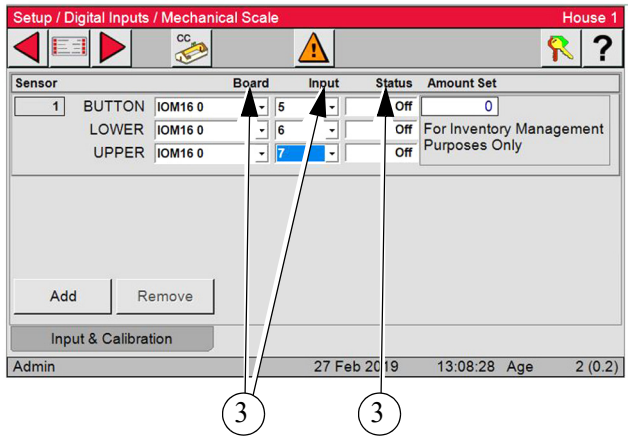 Setup / Digital Inputs / Mechanical Scale House 1
CC
?
Sensor Board Input Status Amount Set
1 BUTTON IOM16 0 5 Off 0
LOWER IOM16 0 6 Off For Inventory Management
UPPER IOM16 0 7 Off Purposes Only
Add Remove
Input & Calibration
Admin 27 Feb 2019 13:08:28 Age 2 (0.2)
3 3